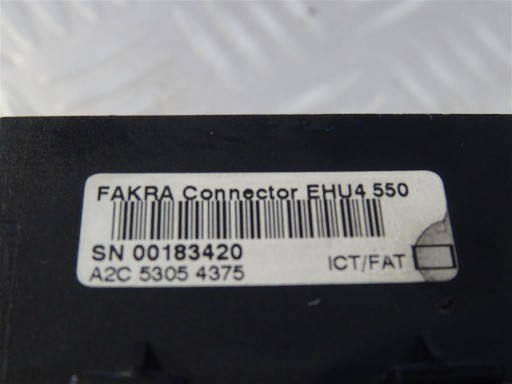 FAKRA Connector EHU4 550
SN 00183420
A2C 5305 4375
ICT/FAT